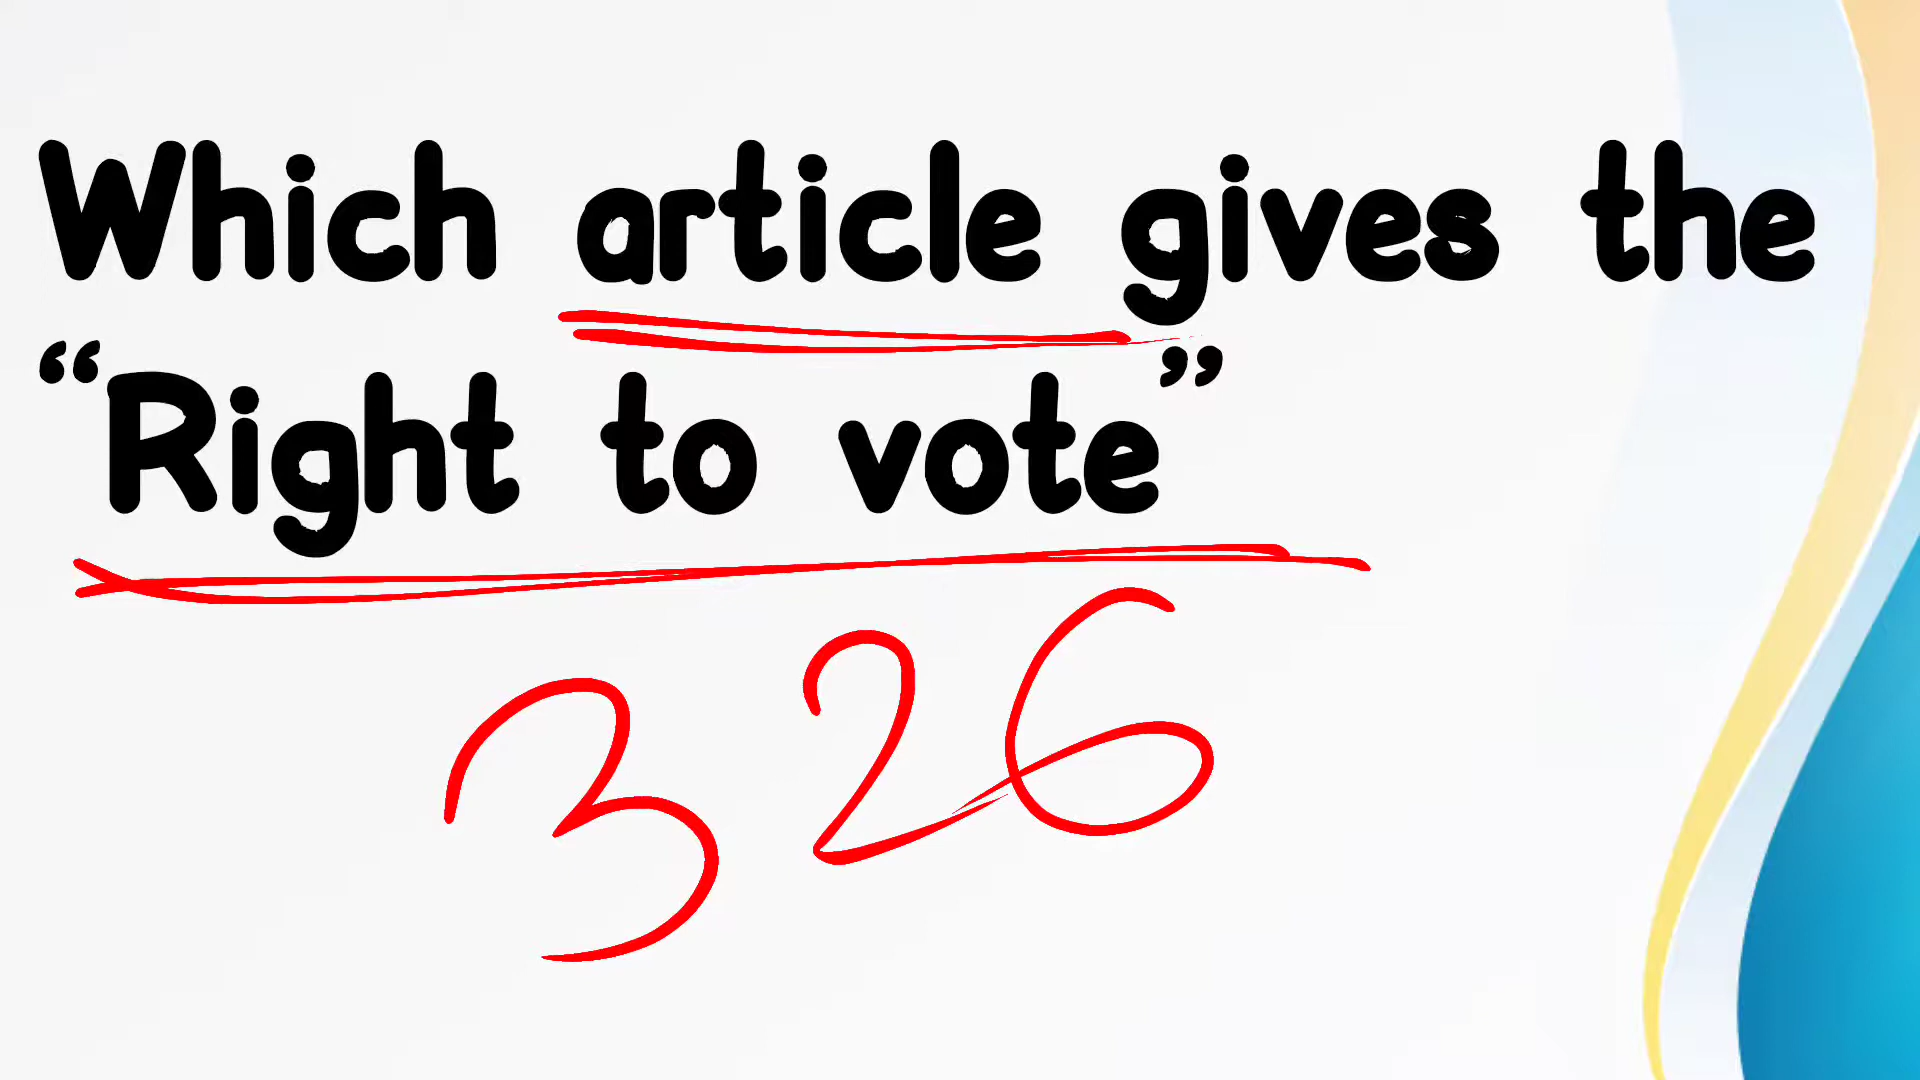 Which article gives the
“Right to vote”
326